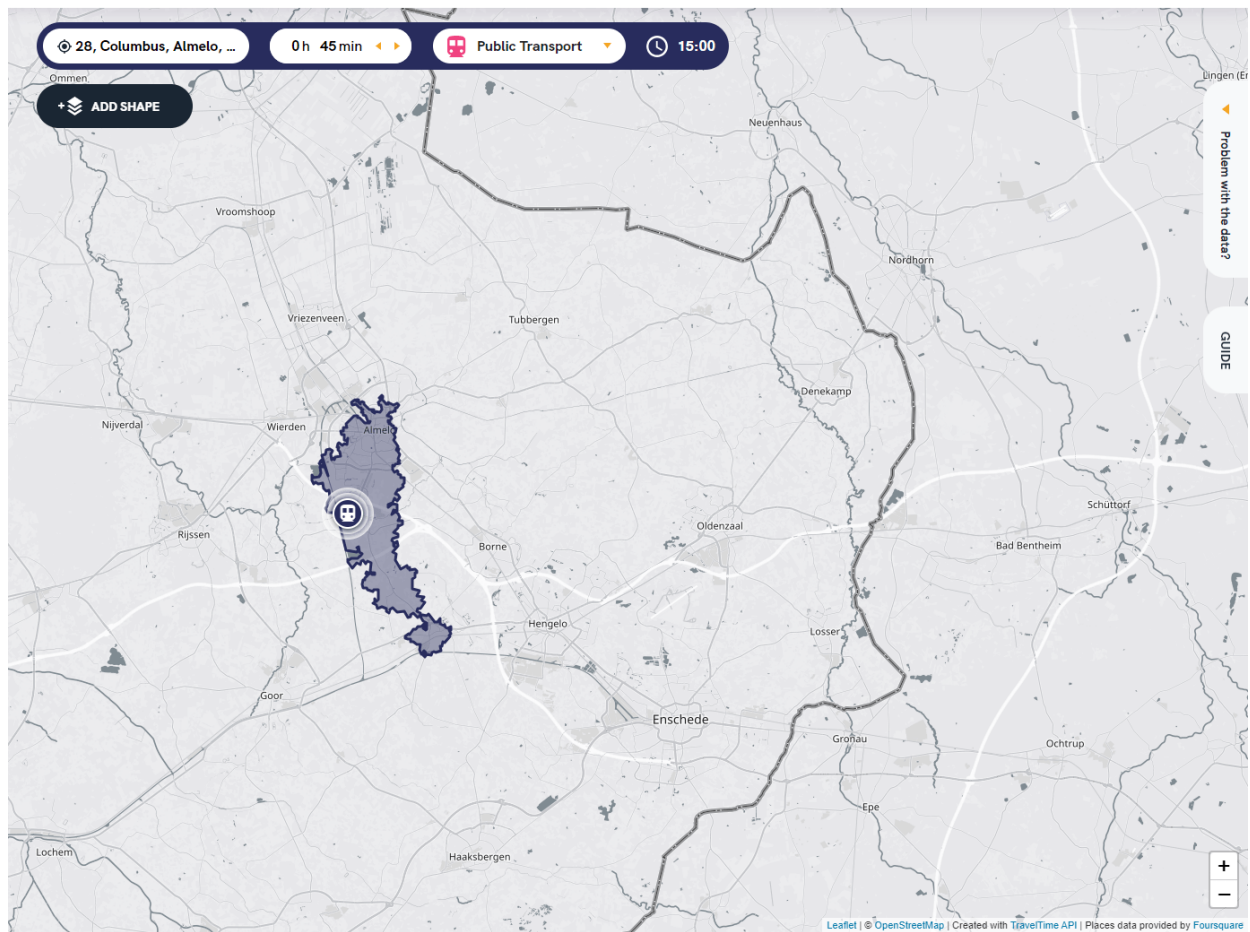 28, Columbus, Almelo, ...
0 h 45 min
Public Transport
15:00
Ommen
+ ADD SHAPE
Lingen (Er
Neuenhaus
Problem with the data?
Vroomshoop
Nordhorn
Vriezenveen
Tubbergen
GUIDE
Denekamp
Nijverdal
Wierden
Almelo
Schüttorf
Oldenzaal
Rijssen
Borne
Bad Bentheim
Hengelo
Losser
Goor
Enschede
Gronau
Ochtrup
Epe
Lochem
Haaksbergen
+
−
Leaflet | © OpenStreetMap | Created with TravelTime API | Places data provided by Foursquare